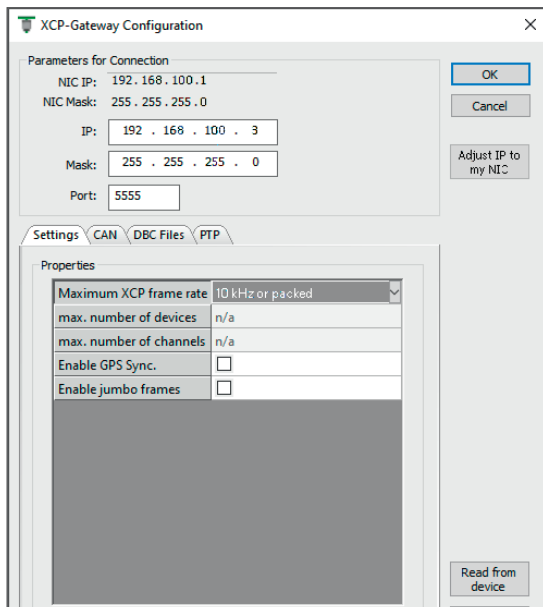 XCP-Gateway Configuration
Parameters for Connection
NIC IP: 192.168.100.1
NIC Mask: 255.255.255.0
IP: 192 . 168 . 100 . 3
Mask: 255 . 255 . 255 . 0
Port: 5555
OK
Cancel
Adjust IP to
my NIC
Settings CAN DBC Files PTP
Properties
Maximum XCP frame rate 10 kHz or packed
max. number of devices n/a
max. number of channels n/a
Enable GPS Sync.
Enable jumbo frames
Read from
device